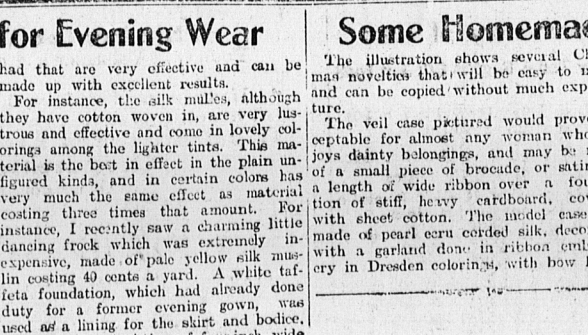 for Evening Wear
had that are very effective and can be
made up with excellent results.
For instance, the silk mulles, although
they have cotton woven in, are very lus-
trous and effective and come in lovely col-
orings among the lighter tints. This ma-
terial is the best in effect in the plain un-
figured kinds, and in certain colors has
very much the same effect as material
costing three times that amount. For
instance, I recently saw a charming little
dancing frock which was extremely in-
expensive, made of pale yellow silk mus-
lin costing 40 cents a yard. A white taf-
feta foundation, which had already done
duty for a former evening gown, was
used as a lining for the skirt and bodice.
wide
Some Homemad
The illustration shows several C
mas novelties that will be easy to
and can be copied without much exp
ture.
The veil case pictured would prov
ceptable for almost any woman who
joys dainty belongings, and may be
of a small piece of brocade, or satin
a length of wide ribbon over a fo
tion of stiff, heavy cardboard, co
with sheet cotton. The model case
made of pearl ecru corded silk, deco
with a garland done in ribbon emb
ery in Dresden colorings, with bow